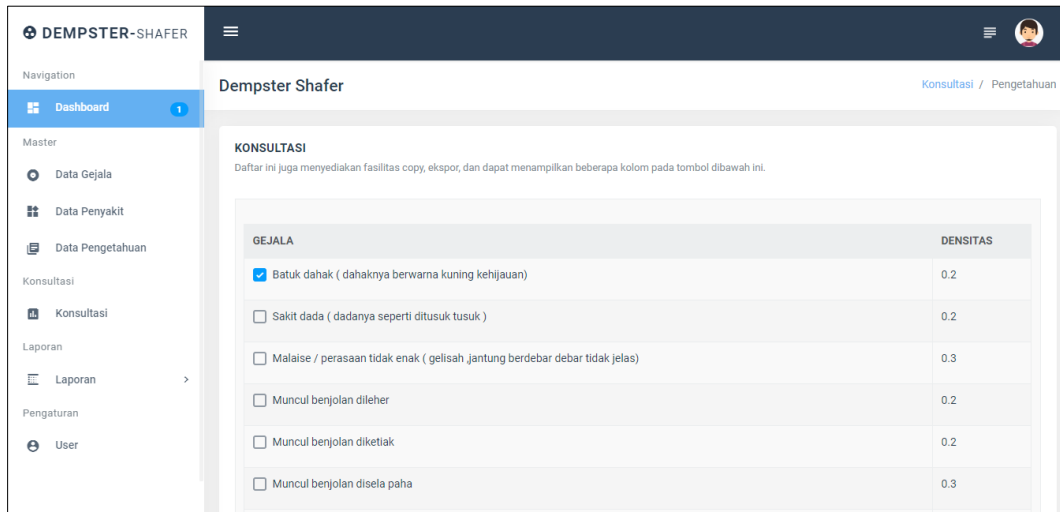 DEMPSTER-SHAFER
Navigation
Dashboard 1
Master
Data Gejala
Data Penyakit
Data Pengetahuan
Konsultasi
Konsultasi
Laporan
Laporan
Pengaturan
User
Dempster Shafer
Konsultasi / Pengetahuan
KONSULTASI
Daftar ini juga menyediakan fasilitas copy, ekspor, dan dapat menampilkan beberapa kolom pada tombol dibawah ini.
GEJALA DENSITAS
Batuk dahak ( dahaknya berwarna kuning kehijauan) 0.2
Sakit dada ( dadanya seperti ditusuk tusuk ) 0.2
Malaise / perasaan tidak enak ( gelisah ,jantung berdebar debar tidak jelas) 0.3
Muncul benjolan dileher 0.2
Muncul benjolan diketiak 0.2
Muncul benjolan disela paha 0.3